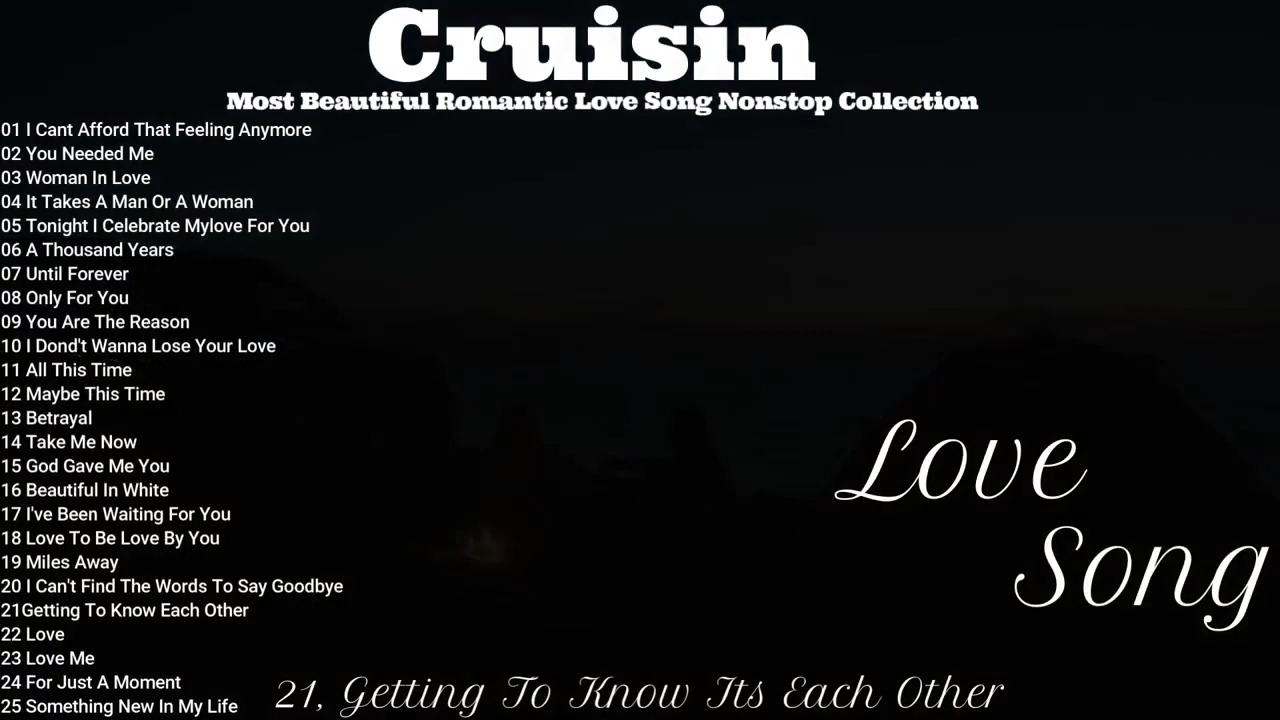 Cruisin
Most Beautiful Romantic Love Song Nonstop Collection
01 I Cant Afford That Feeling Anymore
02 You Needed Me
03 Woman In Love
04 It Takes A Man Or A Woman
05 Tonight I Celebrate Mylove For You
06 A Thousand Years
07 Until Forever
08 Only For You
09 You Are The Reason
10 I Dond't Wanna Lose Your Love
11 All This Time
12 Maybe This Time
13 Betrayal
14 Take Me Now
15 God Gave Me You
16 Beautiful In White
17 I've Been Waiting For You
18 Love To Be Love By You
19 Miles Away
20 I Can't Find The Words To Say Goodbye
21Getting To Know Each Other
22 Love
23 Love Me
24 For Just A Moment
25 Something New In My Life
Love
Song
21, Getting To Know Its Each Other